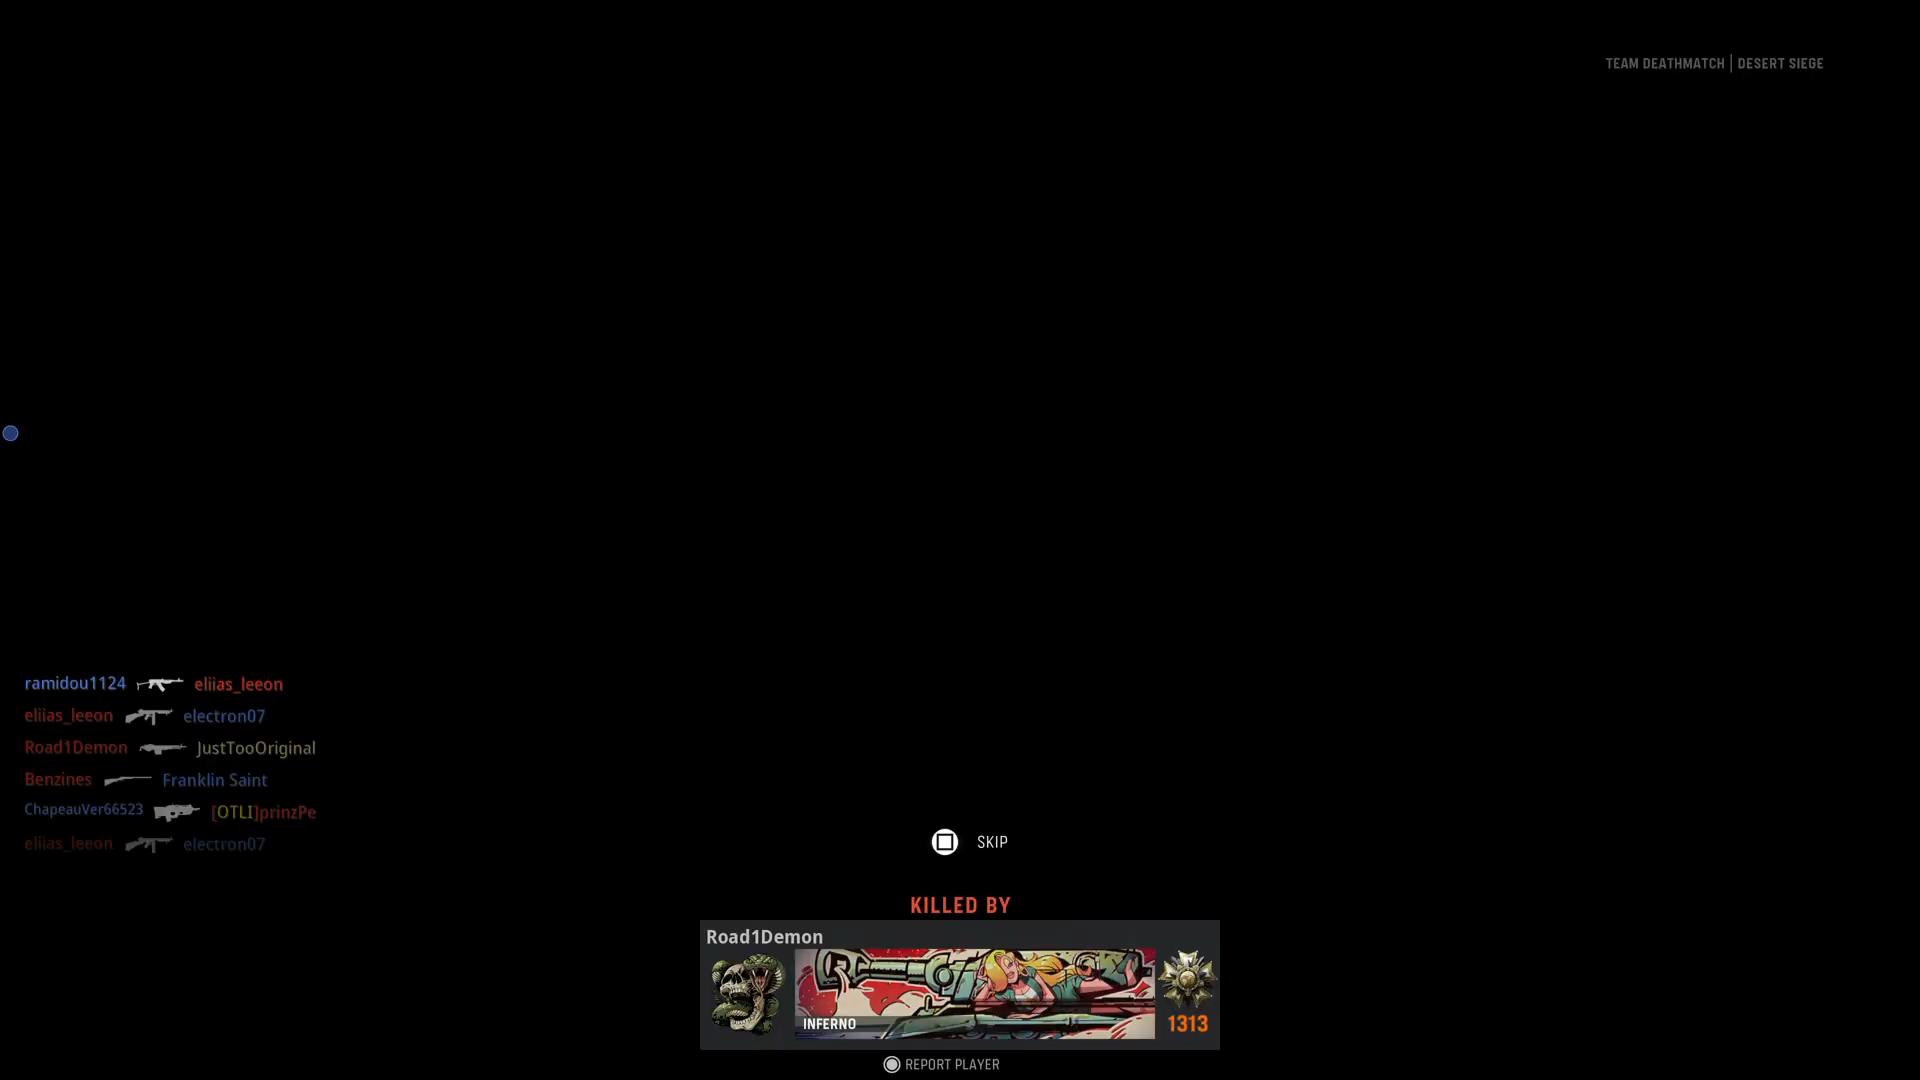 TEAM DEATHMATCH | DESERT SIEGE
ramidou1124 eliias_leeon
eliias_leeon electron07
Road1Demon JustTooOriginal
Benzines Franklin Saint
ChapeauVer66523 [OTLI]prinzPe
eliias_leeon electron07
SKIP
KILLED BY
Road1Demon
INFERNO
1313
REPORT PLAYER